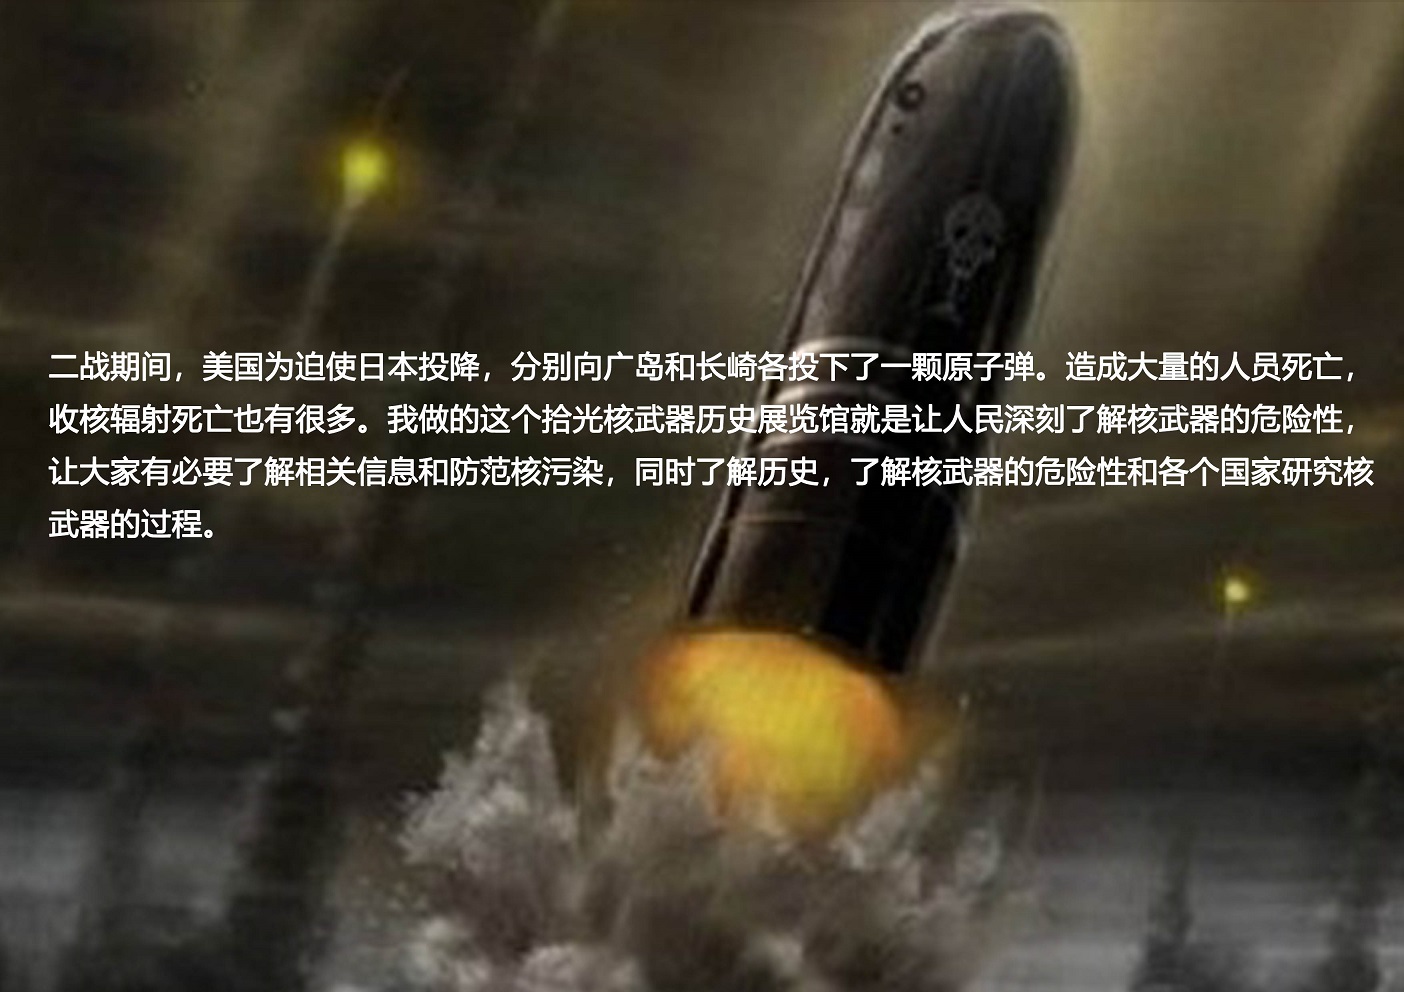 二战期间，美国为迫使日本投降，分别向广岛和长崎各投下了一颗原子弹。造成大量的人员死亡，
收核辐射死亡也有很多。我做的这个拾光核武器历史展览馆就是让人民深刻了解核武器的危险性，
让大家有必要了解相关信息和防范核污染，同时了解历史，了解核武器的危险性和各个国家研究核
武器的过程。